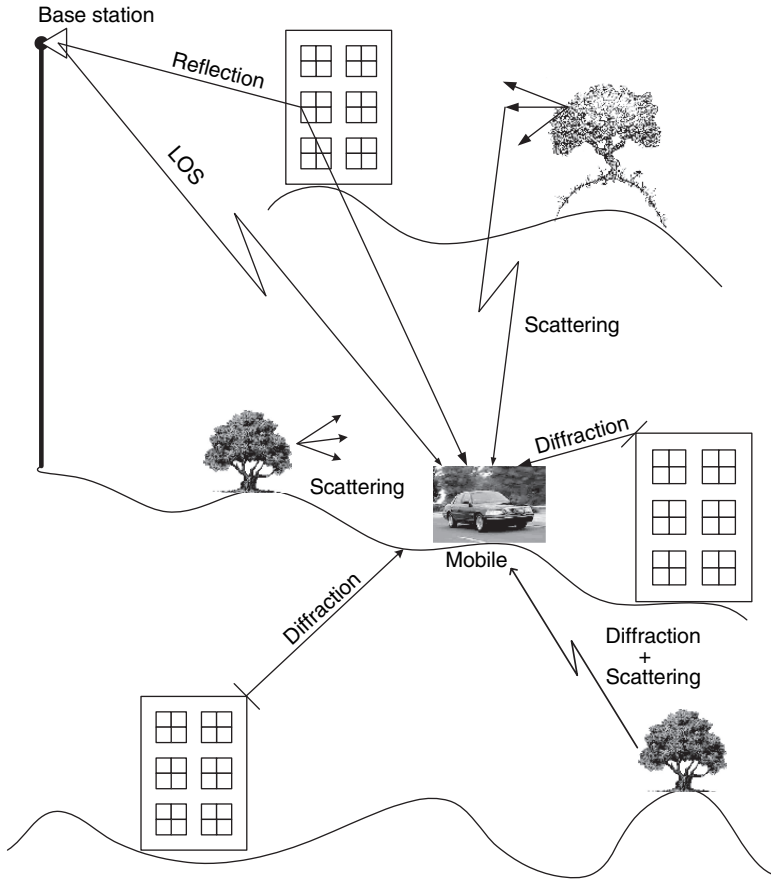 Base station
Reflection
LOS
Scattering
Diffraction
Scattering
Mobile
Diffraction
Diffraction
+
Scattering